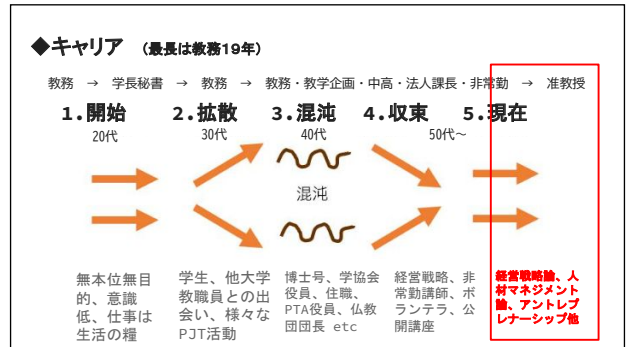 ◆キャリア （最長は教務19年）
教務 → 学長秘書 → 教務 → 教務・教学企画・中高・法人課長・非常勤 → 准教授
1.開始 2.拡散 3.混沌 4.収束 5.現在
20代 30代 40代 50代～
混沌
無本位無目
的、意識
低、仕事は
生活の糧
学生、他大学
教職員との出
会い、様々な
PJT活動
博士号、学協会
役員、住職、
PTA役員、仏教
団団長 etc
経営戦略、非
常勤講師、ボ
ランテラ、公
開講座
経営戦略論、人
材マネジメント
論、アントレプ
レナーシップ他